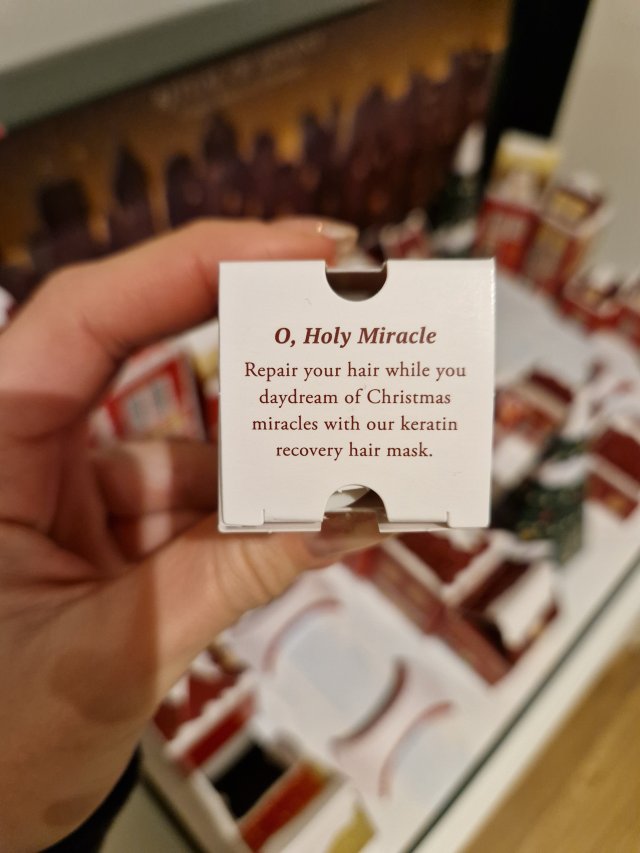 O, Holy Miracle
Repair your hair while you
daydream of Christmas
miracles with our keratin
recovery hair mask.